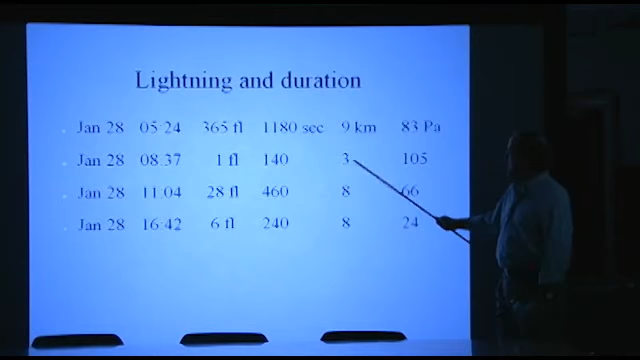 Lightning and duration
Jan 28 05:24 365 fl 1180 sec 9 km 83 Pa
Jan 28 08:37 1 fl 140 3 105
Jan 28 11:04 28 fl 460 8 66
Jan 28 16:42 6 fl 240 8 24